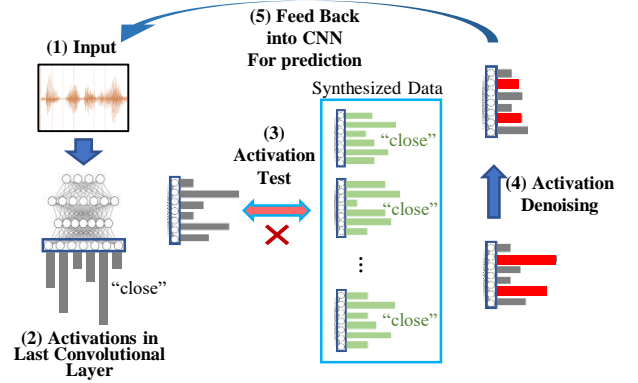 (5) Feed Back
into CNN
For prediction
(1) Input
Synthesized Data
(3)
Activation
Test
"close"
"close"
...
"close"
(4) Activation
Denoising
"close"
(2) Activations in
Last Convolutional
Layer